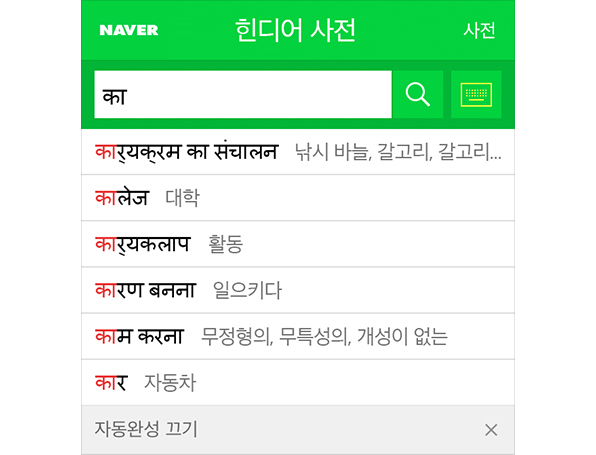 NAVER 힌디어 사전 사전
का
कार्‍यक्रम का संचालन 낚시 바늘, 갈고리, 갈고리...
कालेज 대학
कार्‍यकलाप 활동
कारण बनना 일으키다
काम करना 무정형의, 무특성의, 개성이 없는
कार 자동차
자동완성 끄기